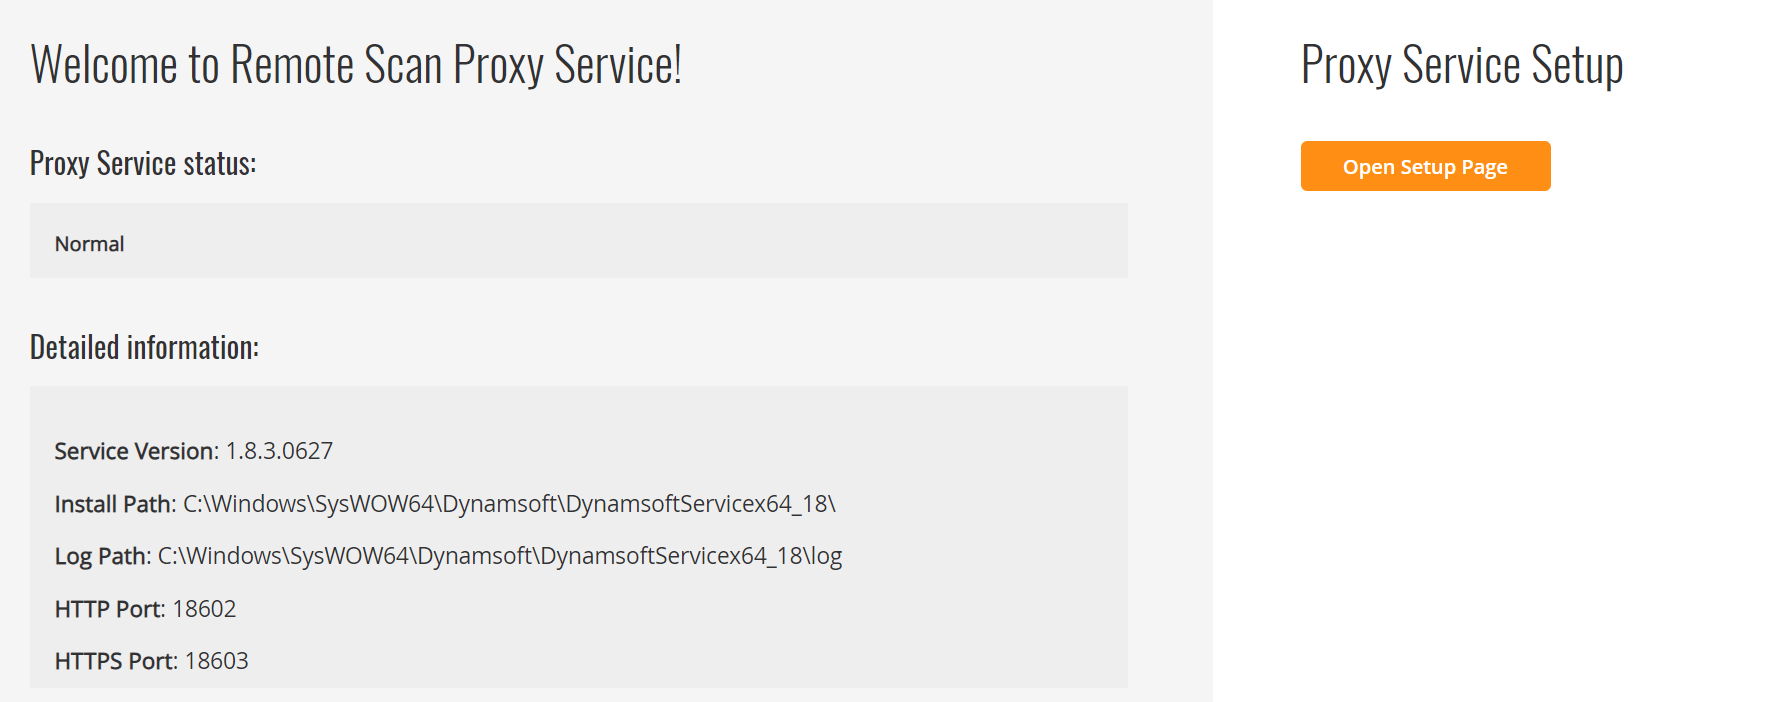 Welcome to Remote Scan Proxy Service!
Proxy Service status:
Normal
Detailed information:
Service Version: 1.8.3.0627
Install Path: C:\Windows\SysWOW64\Dynamsoft\DynamsoftServicex64_18\
Log Path: C:\Windows\SysWOW64\Dynamsoft\DynamsoftServicex64_18\log
HTTP Port: 18602
HTTPS Port: 18603
Proxy Service Setup
Open Setup Page